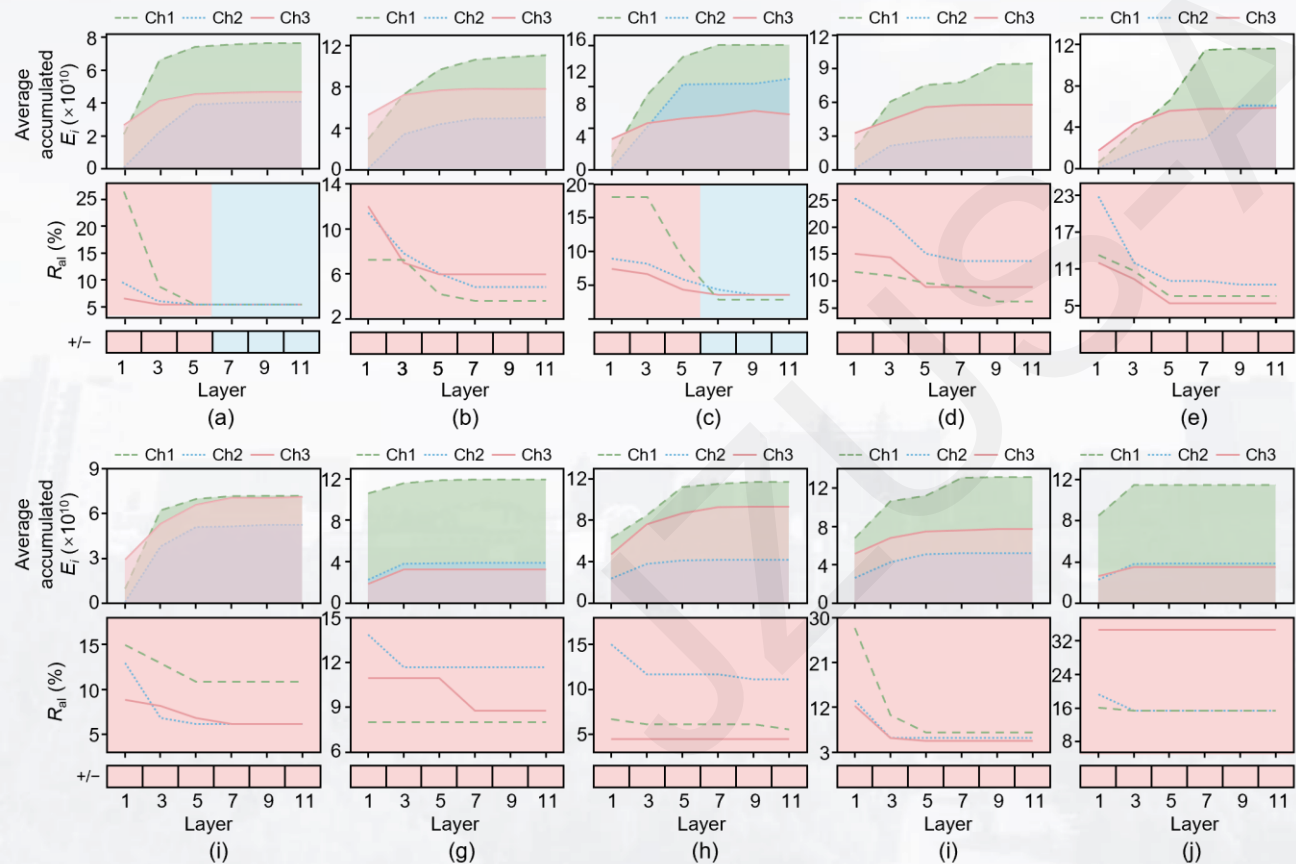 Ch1 Ch2 Ch3 Ch1 Ch2 Ch3 Ch1 Ch2 Ch3 Ch1 Ch2 Ch3 Ch1 Ch2 Ch3
Average accumulated
E_i (×10^10)
8 6 4 2 0
12 8 4 0
16 12 8 4 0
12 9 6 3 0
12 8 4 0
R_al (%)
25 20 15 10 5
14 10 6 2
20 15 10 5
25 20 15 10 5
23 17 11 5
+/−
1 3 5 7 9 11 1 3 5 7 9 11 1 3 5 7 9 11 1 3 5 7 9 11 1 3 5 7 9 11
Layer Layer Layer Layer Layer
(a) (b) (c) (d) (e)
Ch1 Ch2 Ch3 Ch1 Ch2 Ch3 Ch1 Ch2 Ch3 Ch1 Ch2 Ch3 Ch1 Ch2 Ch3
Average accumulated
E_i (×10^10)
9 6 3 0
12 8 4 0
12 8 4 0
12 8 4 0
12 8 4 0
R_al (%)
15 10 5
15 12 9 6
15 10 5
30 21 12 3
32 24 16 8
+/−
1 3 5 7 9 11 1 3 5 7 9 11 1 3 5 7 9 11 1 3 5 7 9 11 1 3 5 7 9 11
Layer Layer Layer Layer Layer
(i) (g) (h) (i) (j)
JZUS-A